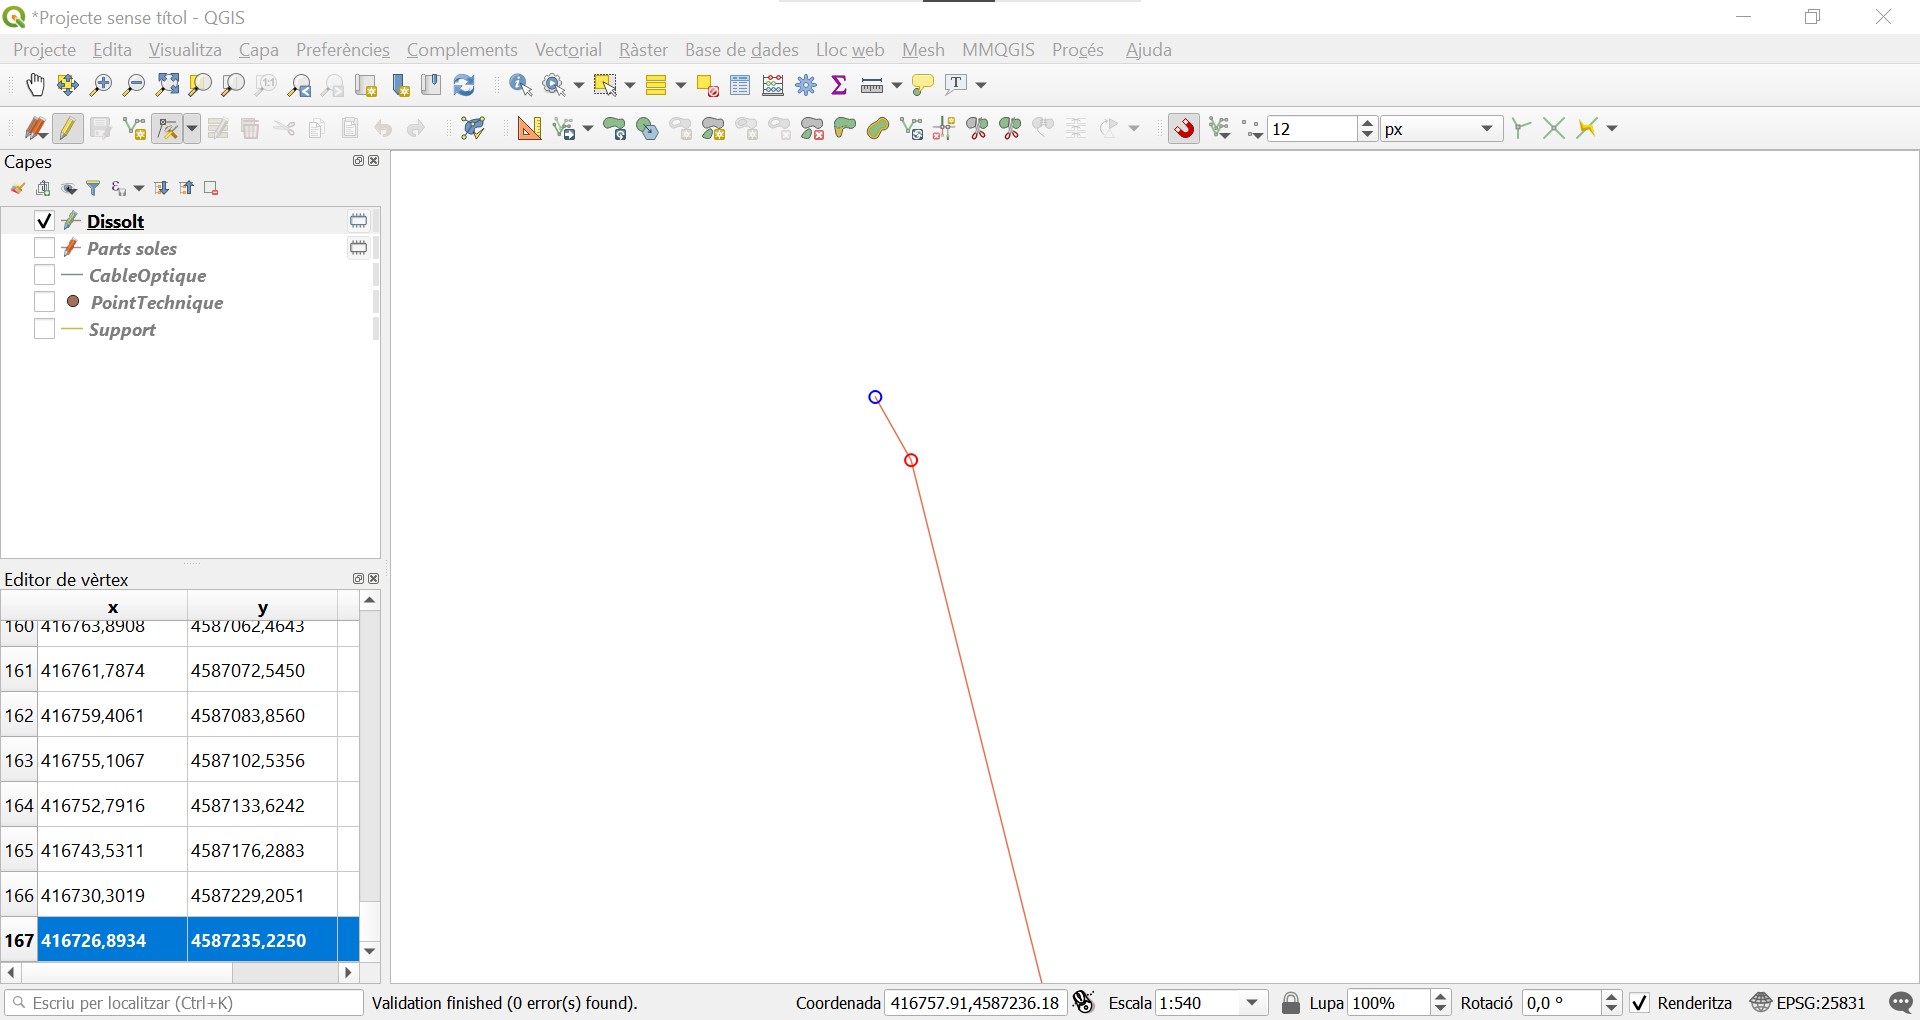 *Projecte sense títol - QGIS
Projecte Edita Visualitza Capa Preferències Complements Vectorial Ràster Base de dades Lloc web Mesh MMQGIS Procés Ajuda
12 px
Capes
Dissolt
Parts soles
CableOptique
PointTechnique
Support
Editor de vèrtex
x y
160 416763,8908 4587062,4643
161 416761,7874 4587072,5450
162 416759,4061 4587083,8560
163 416755,1067 4587102,5356
164 416752,7916 4587133,6242
165 416743,5311 4587176,2883
166 416730,3019 4587229,2051
167 416726,8934 4587235,2250
Escriu per localitzar (Ctrl+K) Validation finished (0 error(s) found). Coordenada 416757.91,4587236.18 Escala 1:540 Lupa 100% Rotació 0,0 ° Renderitza EPSG:25831